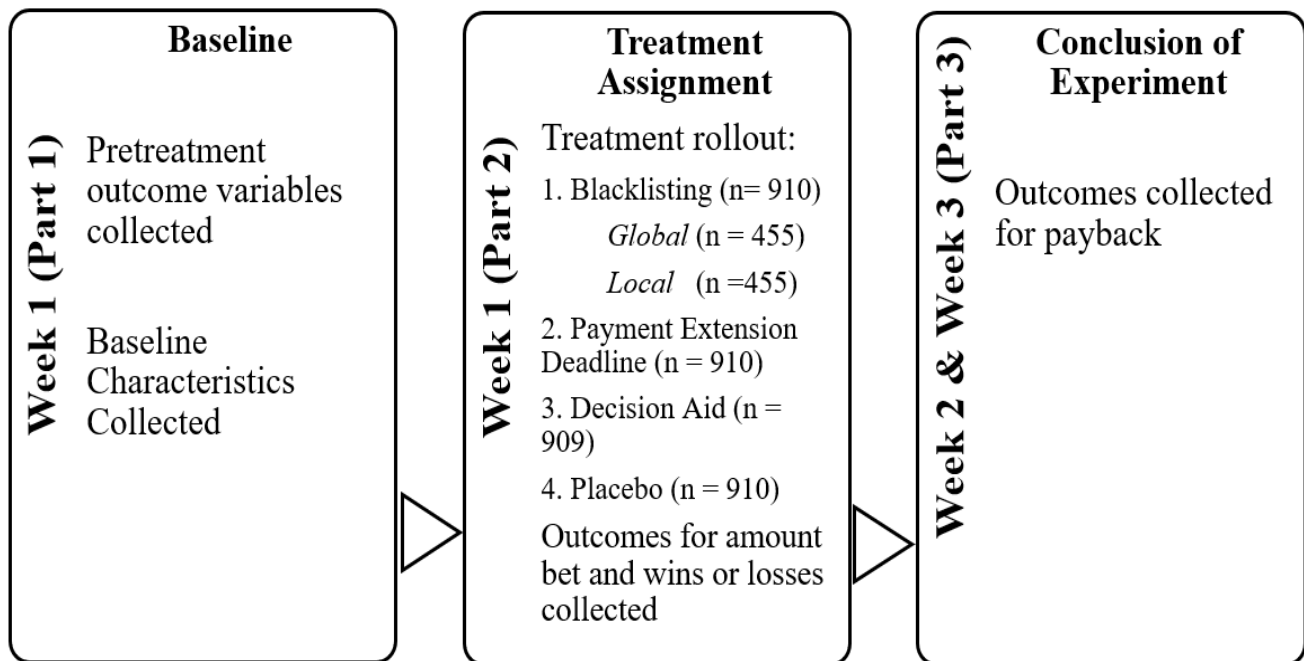 Baseline
Week 1 (Part 1)
Pretreatment
outcome variables
collected
Baseline
Characteristics
Collected
Treatment
Assignment
Week 1 (Part 2)
Treatment rollout:
1. Blacklisting (n= 910)
Global (n = 455)
Local (n =455)
2. Payment Extension
Deadline (n = 910)
3. Decision Aid (n =
909)
4. Placebo (n = 910)
Outcomes for amount
bet and wins or losses
collected
Conclusion of
Experiment
Week 2 & Week 3 (Part 3)
Outcomes collected
for payback